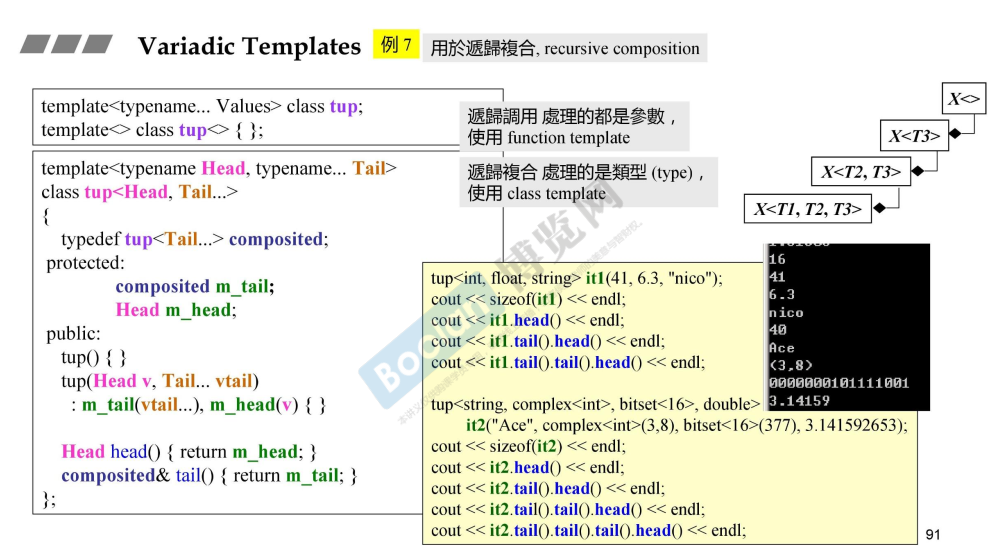 Variadic Templates 例 7 用於遞歸複合, recursive composition
template<typename... Values> class tup;
template<> class tup<> { };
遞歸調用 處理的都是參數，
使用 function template
template<typename Head, typename... Tail>
class tup<Head, Tail...>
{
typedef tup<Tail...> composited;
protected:
composited m_tail;
Head m_head;
public:
tup() { }
tup(Head v, Tail... vtail)
: m_tail(vtail...), m_head(v) { }
Head head() { return m_head; }
composited& tail() { return m_tail; }
};
遞歸複合 處理的是類型 (type)，
使用 class template
X<>
X<T3>
X<T2, T3>
X<T1, T2, T3>
tup<int, float, string> it1(41, 6.3, "nico");
cout << sizeof(it1) << endl;
cout << it1.head() << endl;
cout << it1.tail().head() << endl;
cout << it1.tail().tail().head() << endl;
tup<string, complex<int>, bitset<16>, double>
it2("Ace", complex<int>(3,8), bitset<16>(377), 3.141592653);
cout << sizeof(it2) << endl;
cout << it2.head() << endl;
cout << it2.tail().head() << endl;
cout << it2.tail().tail().head() << endl;
cout << it2.tail().tail().tail().head() << endl;
16
41
6.3
nico
40
Ace
(3,8)
0000000101111001
3.14159
Boolan 博览网
91